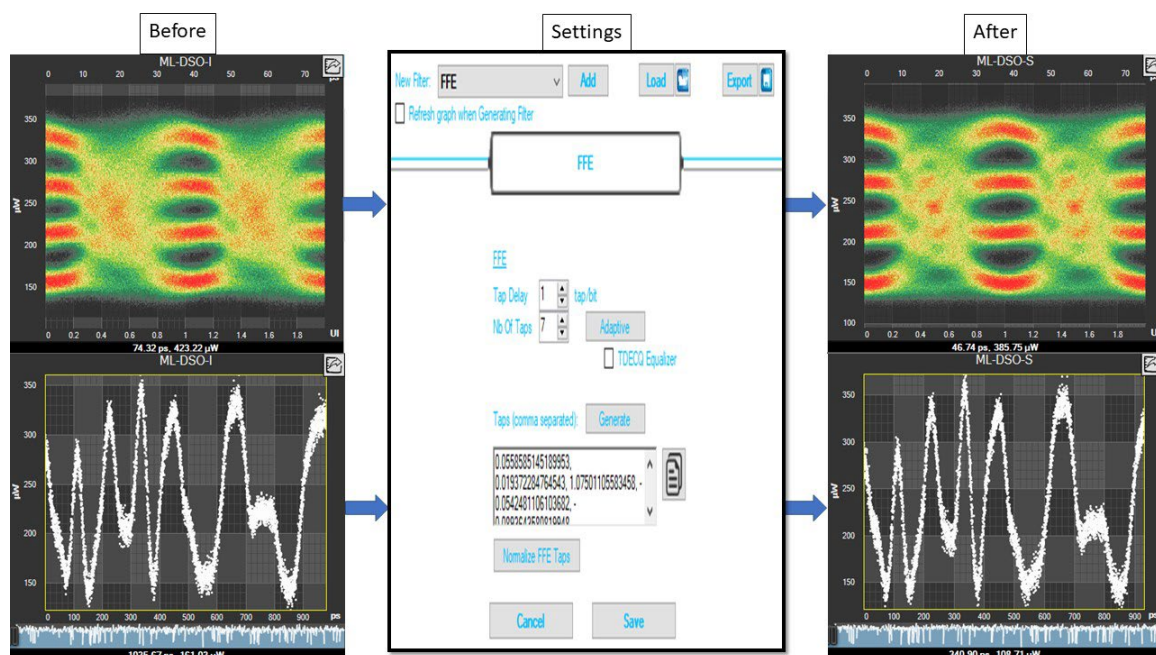 Before
Settings
After
ML-DSO-I
0 10 20 30 40 50 60 70
350
300
250
200
150
µW
0 0.2 0.4 0.6 0.8 1 1.2 1.4 1.6 1.8 UI
74.32 ps, 423.22 µW
ML-DSO-I
350
300
250
200
150
µW
0 100 200 300 400 500 600 700 800 900 ps
1025.67 ps, 161.02 µW
New Filter: FFE Add Load Export
Refresh graph when Generating Filter
FFE
FFE
Tap Delay 1 tap/bit
Nb Of Taps 7 Adaptive
TDECQ Equalizer
Taps (comma separated): Generate
0.0558585145189953,
0.019372284764543, 1.07501105583458, -
0.0542481106103682, -
Normalize FFE Taps
Cancel Save
ML-DSO-S
0 10 20 30 40 50 60 70
350
300
250
200
150
100
µW
0 0.2 0.4 0.6 0.8 1 1.2 1.4 1.6 1.8 U
46.74 ps, 385.75 µW
ML-DSO-S
350
300
250
200
150
µW
0 100 200 300 400 500 600 700 800 900 ps
240.90 ps, 108.71 µW